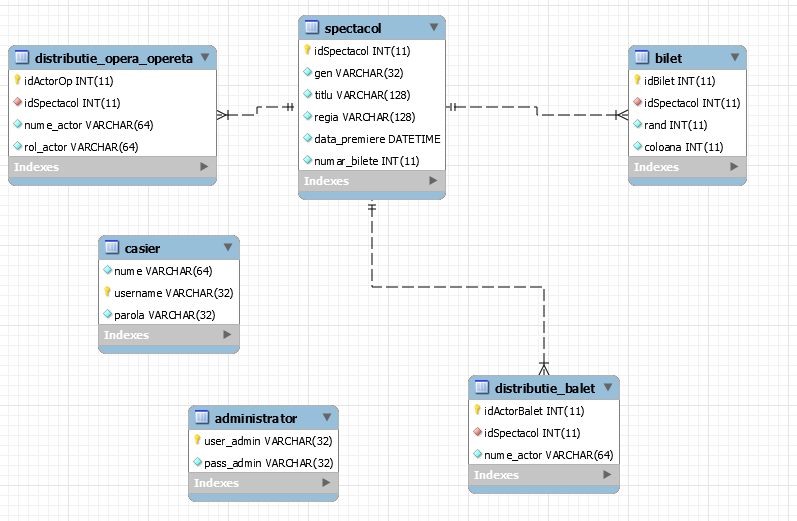 spectacol
idSpectacol INT(11)
gen VARCHAR(32)
titlu VARCHAR(128)
regia VARCHAR(128)
data_premiere DATETIME
numar_bilete INT(11)
Indexes
distributie_opera_opereta
idActorOp INT(11)
idSpectacol INT(11)
nume_actor VARCHAR(64)
rol_actor VARCHAR(64)
Indexes
bilet
idBilet INT(11)
idSpectacol INT(11)
rand INT(11)
coloana INT(11)
Indexes
casier
nume VARCHAR(64)
username VARCHAR(32)
parola VARCHAR(32)
Indexes
distributie_balet
idActorBalet INT(11)
idSpectacol INT(11)
nume_actor VARCHAR(64)
Indexes
administrator
user_admin VARCHAR(32)
pass_admin VARCHAR(32)
Indexes